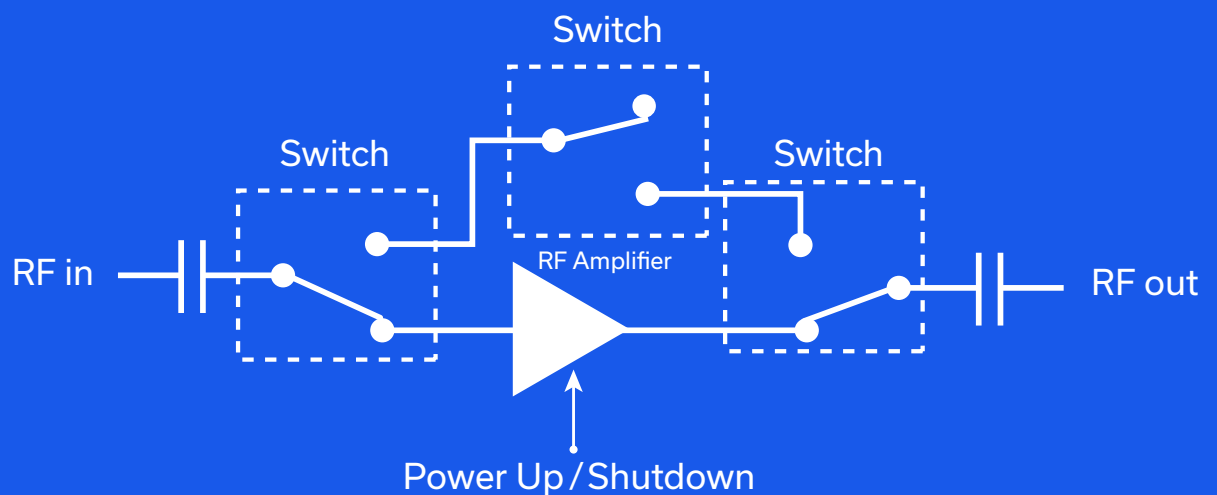 Switch
Switch
Switch
RF Amplifier
RF in
RF out
Power Up/Shutdown